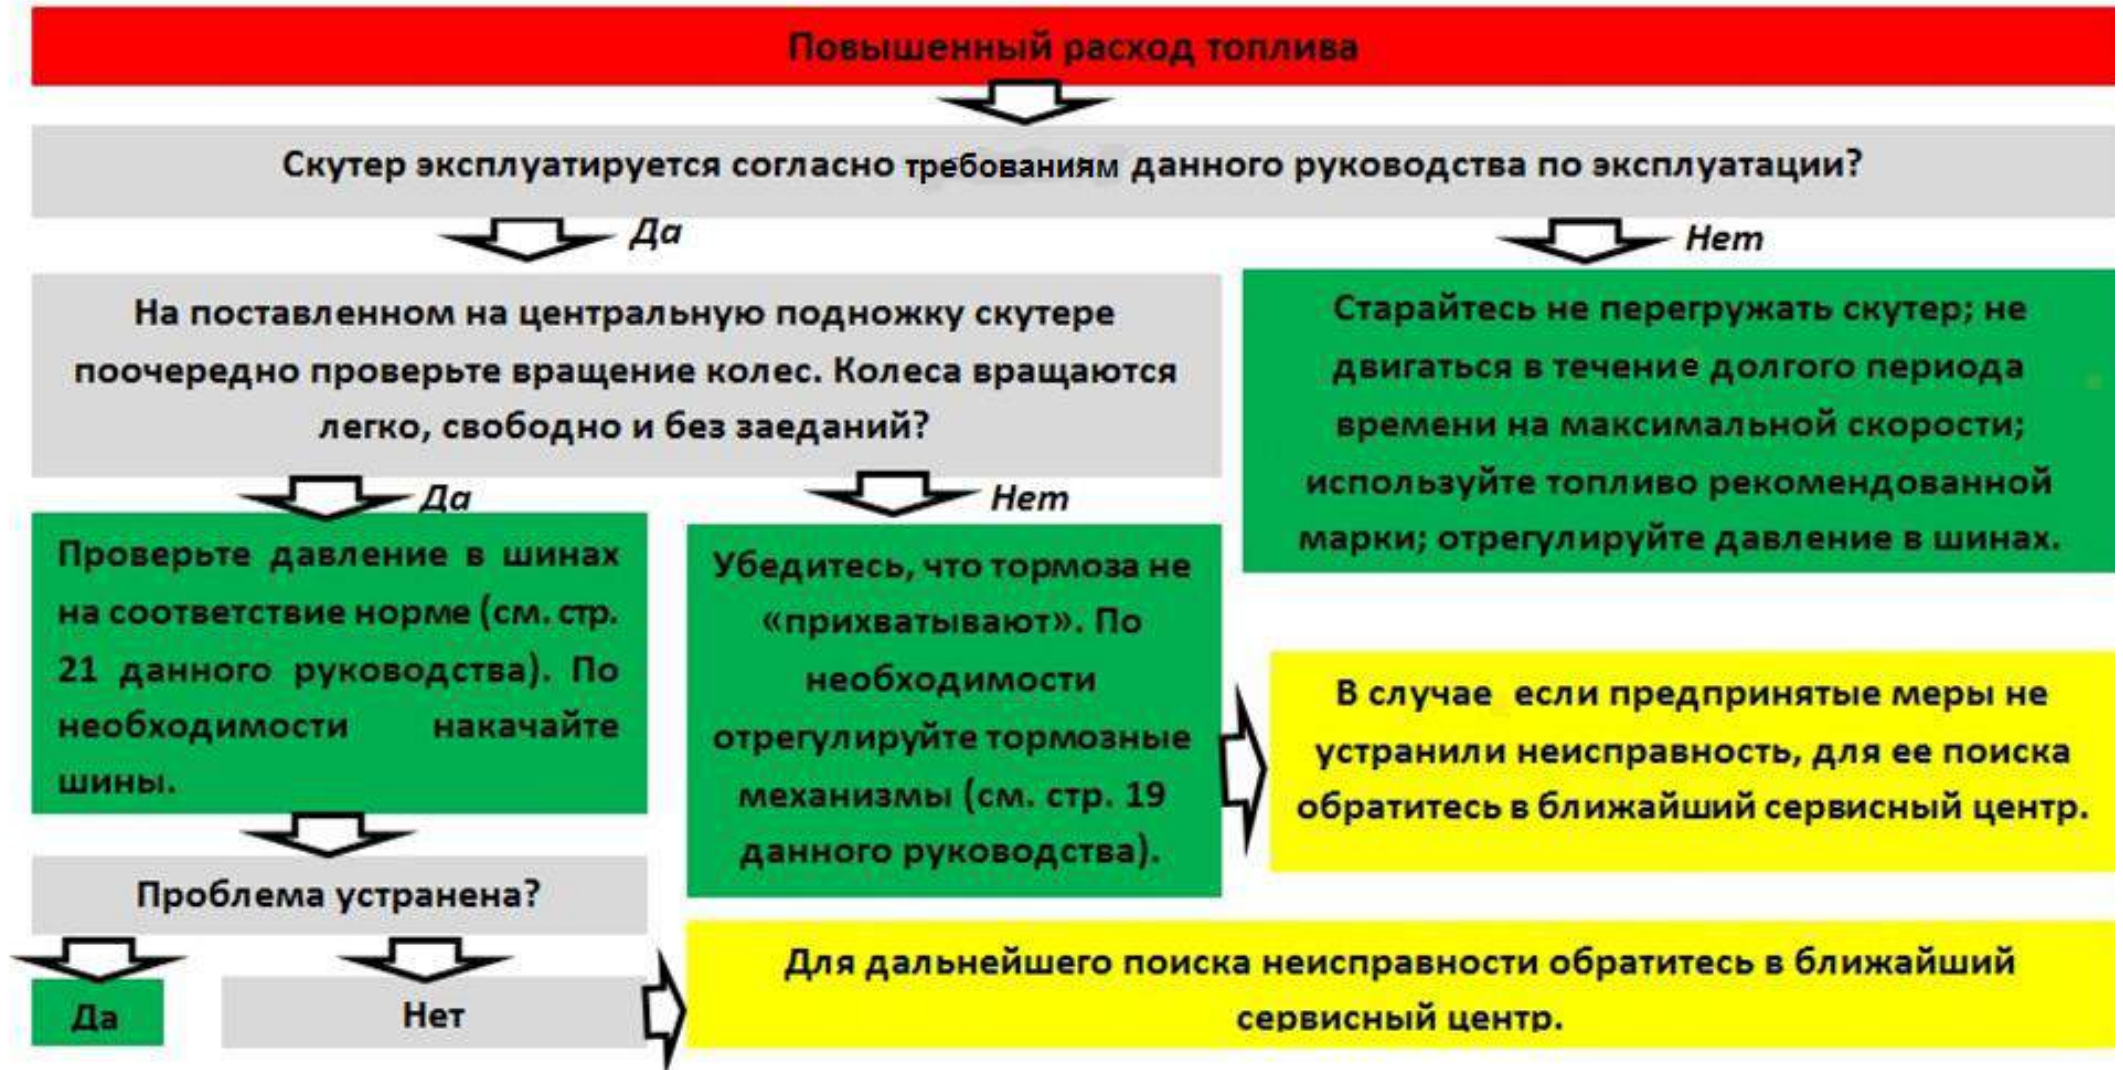 Повышенный расход топлива
Скутер эксплуатируется согласно требованиям данного руководства по эксплуатации?
Да
Нет
На поставленном на центральную подножку скутере
поочередно проверьте вращение колес. Колеса вращаются
легко, свободно и без заеданий?
Старайтесь не перегружать скутер; не
двигаться в течение долгого периода
времени на максимальной скорости;
используйте топливо рекомендованной
марки; отрегулируйте давление в шинах.
Да
Нет
Проверьте давление в шинах
на соответствие норме (см. стр.
21 данного руководства). По
необходимости накачайте
шины.
Убедитесь, что тормоза не
«прихватывают». По
необходимости
отрегулируйте тормозные
механизмы (см. стр. 19
данного руководства).
В случае если предпринятые меры не
устранили неисправность, для ее поиска
обратитесь в ближайший сервисный центр.
Проблема устранена?
Да
Нет
Для дальнейшего поиска неисправности обратитесь в ближайший
сервисный центр.